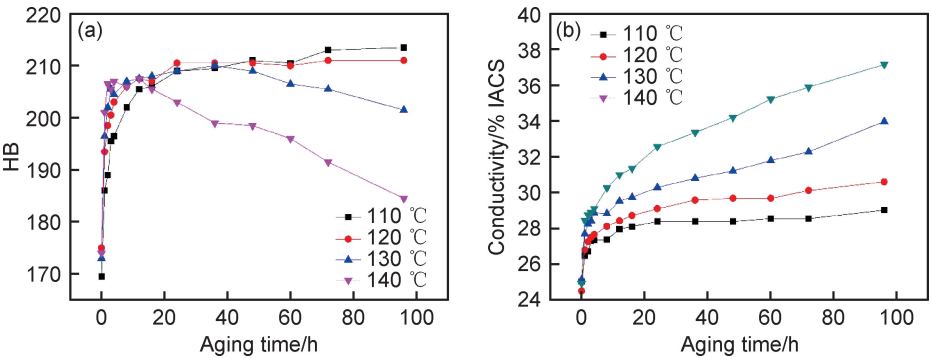 (a)
HB
220
210
200
190
180
170
110 ℃
120 ℃
130 ℃
140 ℃
0 20 40 60 80 100
Aging time/h
(b)
Conductivity/% IACS
40
38
36
34
32
30
28
26
24
110 ℃
120 ℃
130 ℃
140 ℃
0 20 40 60 80 100
Aging time/h